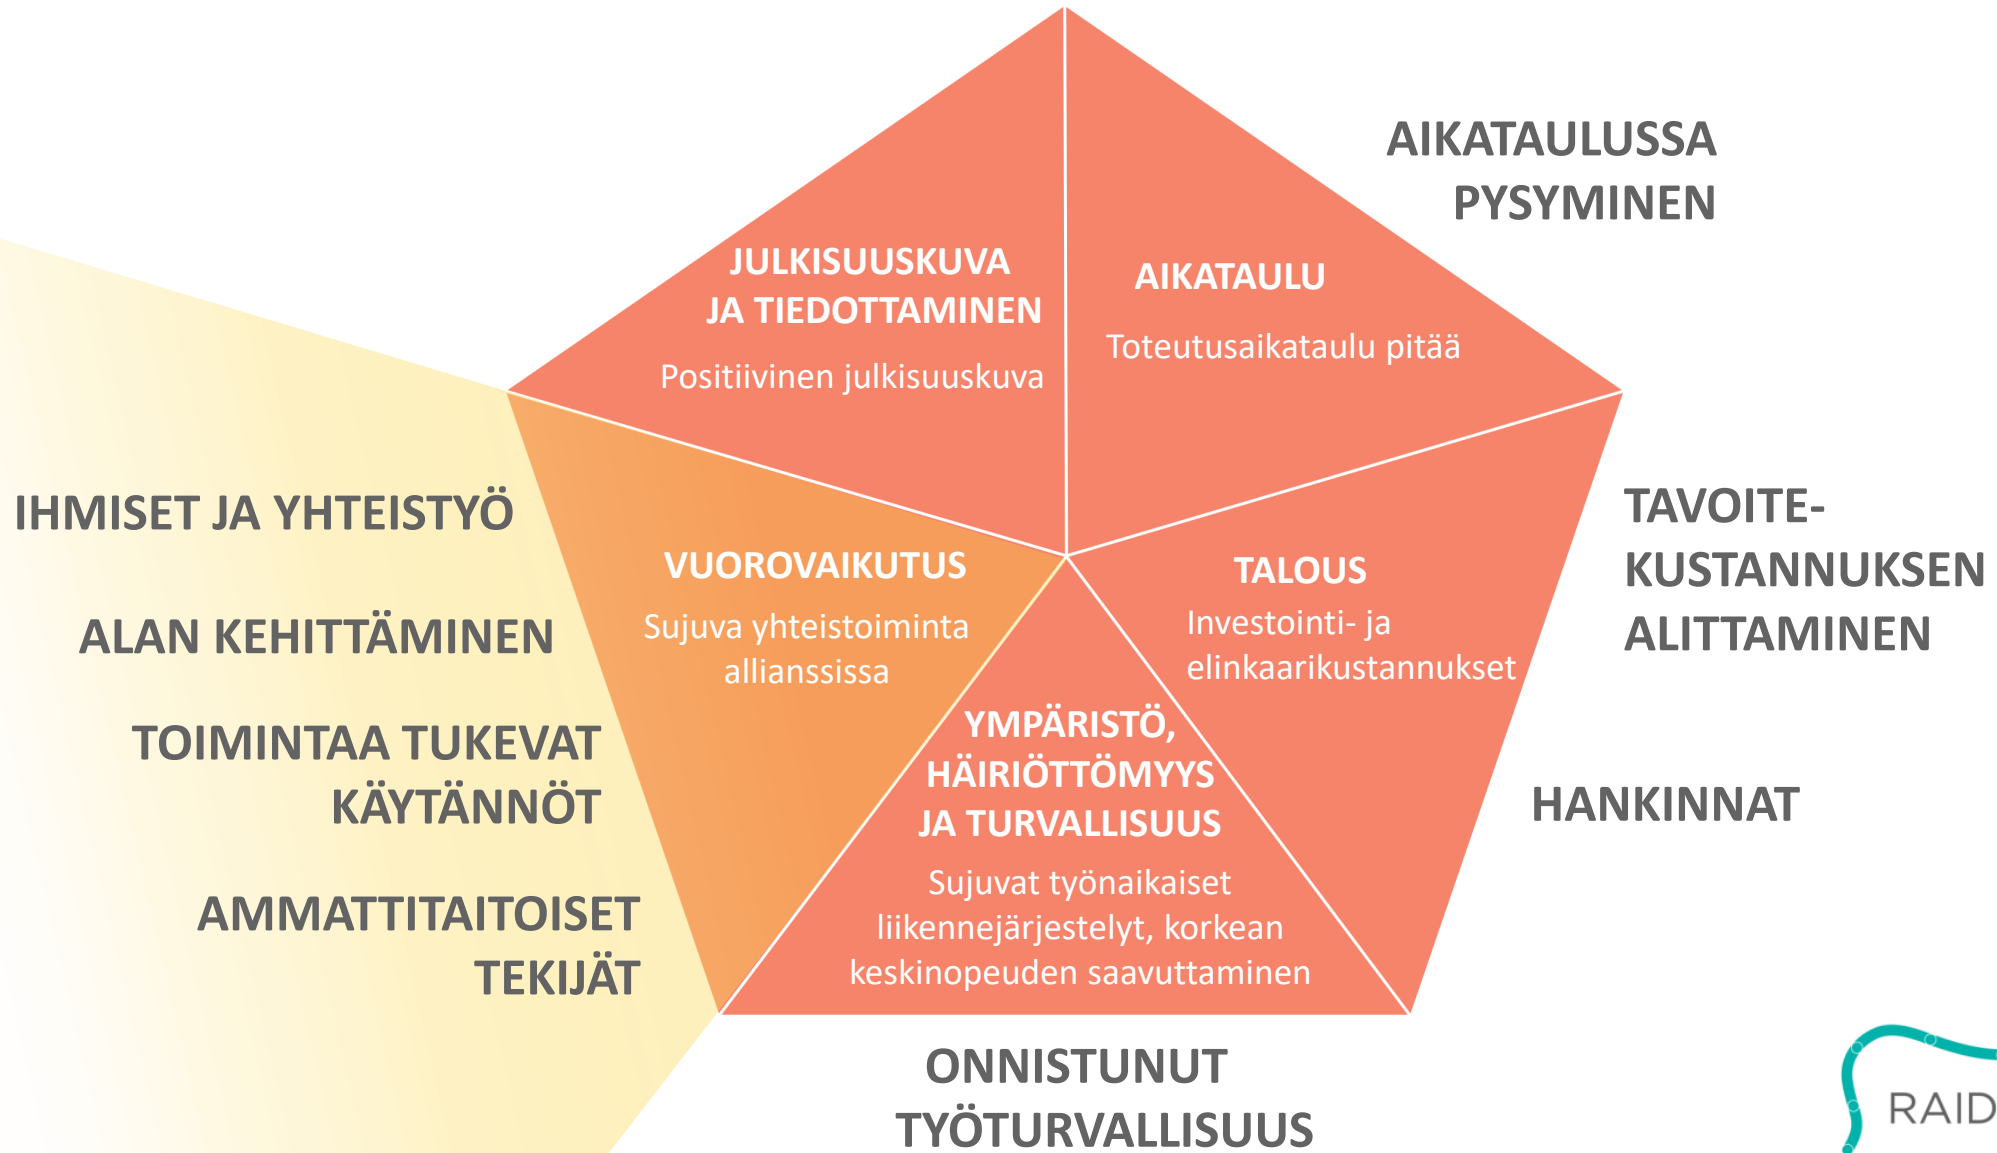 AIKATAULUSSA
PYSYMINEN
JULKISUUSKUVA
JA TIEDOTTAMINEN
Positiivinen julkisuuskuva
AIKATAULU
Toteutusaikataulu pitää
IHMISET JA YHTEISTYÖ
ALAN KEHITTÄMINEN
TOIMINTAA TUKEVAT
KÄYTÄNNÖT
AMMATTITAITOISET
TEKIJÄT
VUOROVAIKUTUS
Sujuva yhteistoiminta
allianssissa
TALOUS
Investointi- ja
elinkaarikustannukset
TAVOITE-
KUSTANNUKSEN
ALITTAMINEN
HANKINNAT
YMPÄRISTÖ,
HÄIRIÖTTÖMYYS
JA TURVALLISUUS
Sujuvat työnaikaiset
liikennejärjestelyt, korkean
keskinopeuden saavuttaminen
ONNISTUNUT
TYÖTURVALLISUUS
RAID